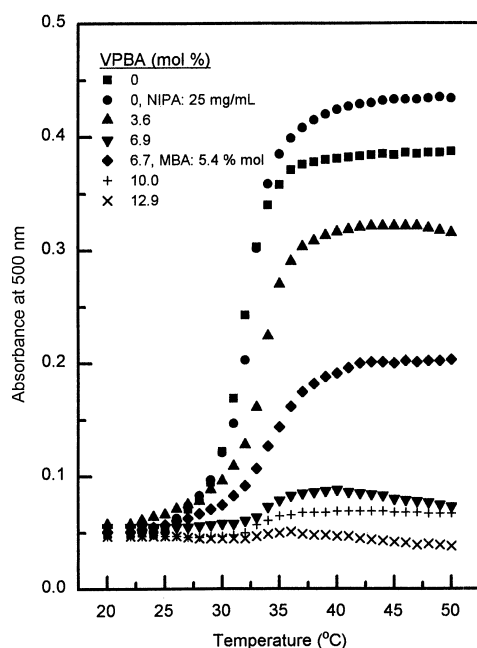 0.5
VPBA (mol %)
0
0, NIPA: 25 mg/mL
3.6
6.9
6.7, MBA: 5.4 % mol
10.0
12.9
0.4
0.3
0.2
0.1
0.0
Absorbance at 500 nm
20 25 30 35 40 45 50
Temperature (°C)